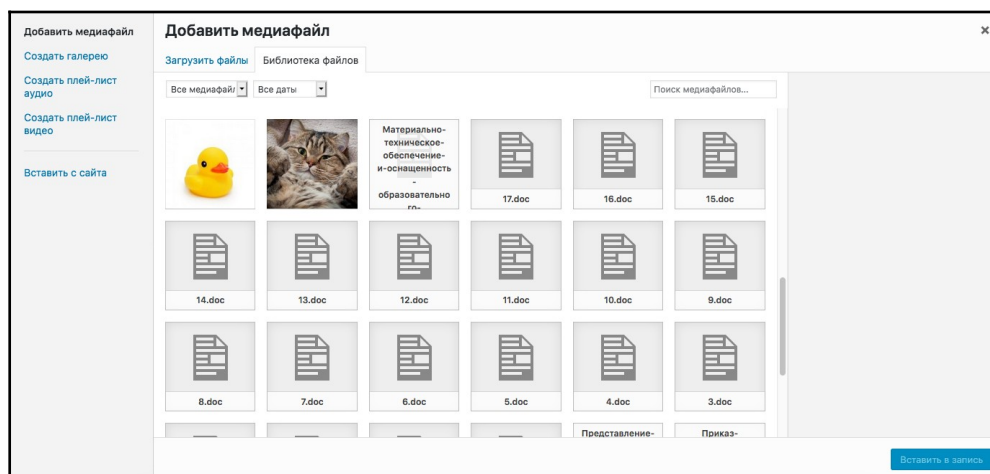 Добавить медиафайл
Создать галерею
Создать плей-лист
аудио
Создать плей-лист
видео
Вставить с сайта
Добавить медиафайл
×
Загрузить файлы
Библиотека файлов
Все медиафай
Все даты
Поиск медиафайлов...
Материально-
техническое-
обеспечение-
и-оснащенность
-
образовательно
го-
17.doc
16.doc
15.doc
14.doc
13.doc
12.doc
11.doc
10.doc
9.doc
8.doc
7.doc
6.doc
5.doc
4.doc
3.doc
Представление-
Приказ-
Вставить в запись